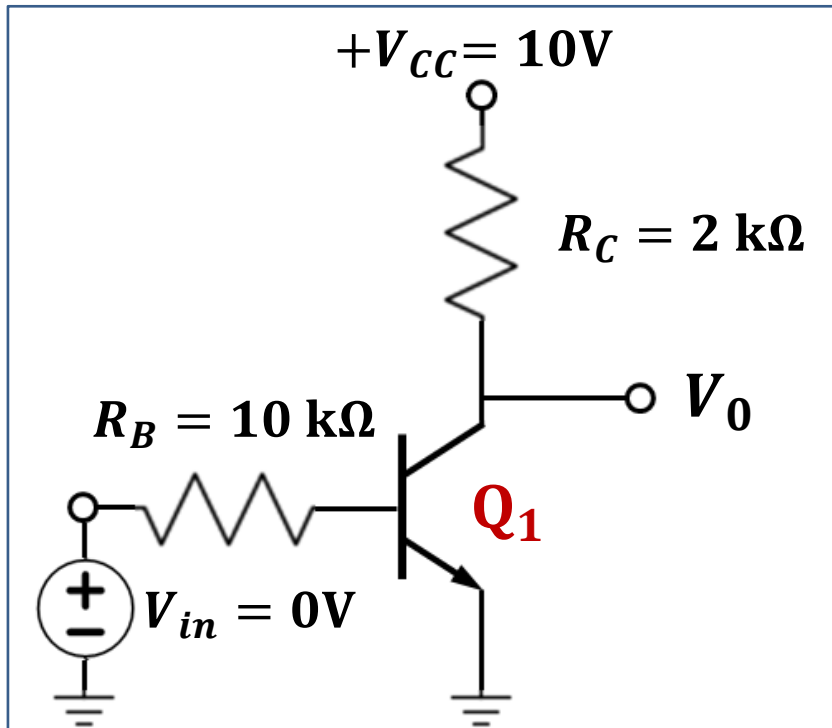 +V_CC = 10V
R_C = 2 kΩ
V_0
R_B = 10 kΩ
Q_1
V_in = 0V